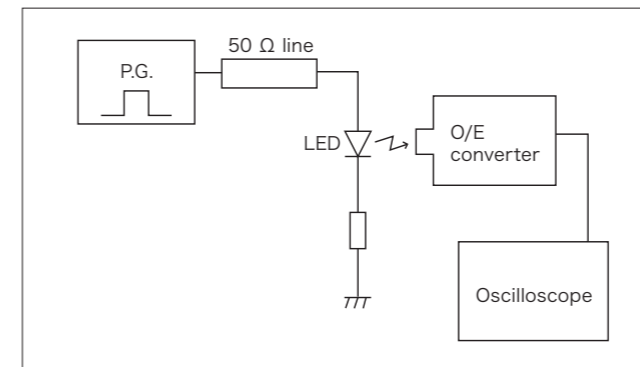 50 Ω line
P.G.
LED
O/E
converter
Oscilloscope